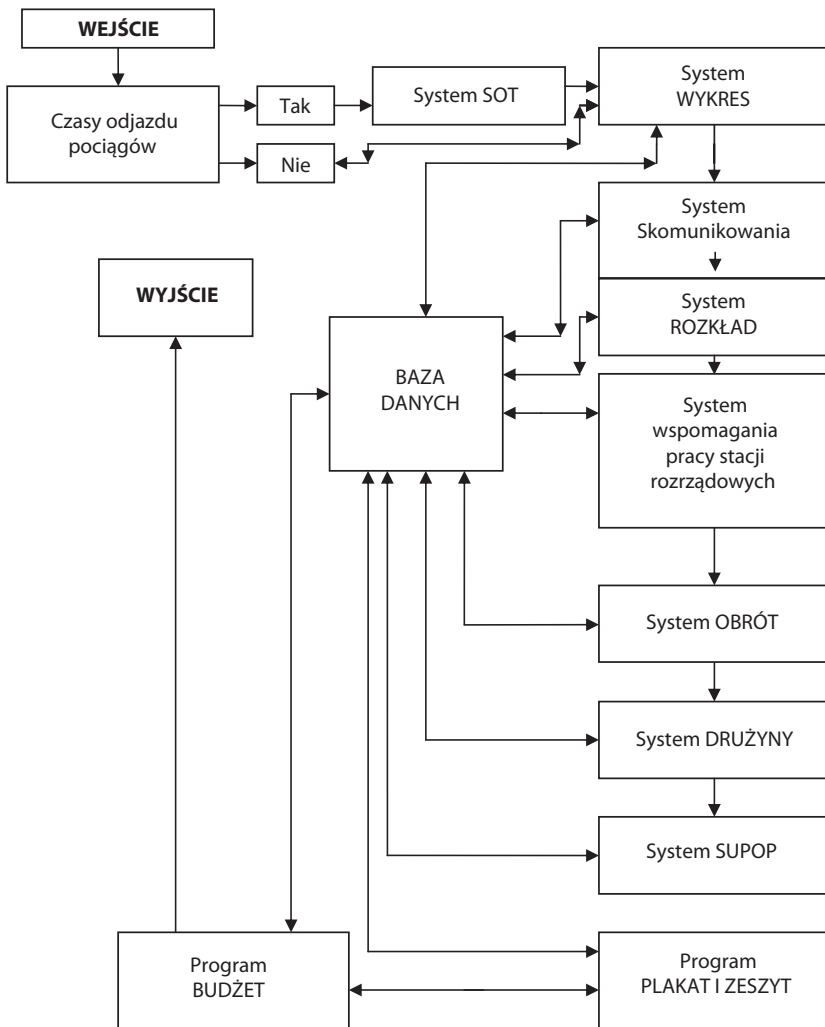 WEJŚCIE
Czasy odjazdu
pociągów
Tak
Nie
System SOT
System
WYKRES
System
Skomunikowania
System
ROZKŁAD
System
wspomagania
pracy stacji
rozrządowych
WYJŚCIE
BAZA
DANYCH
System OBRÓT
System DRUŻYNY
System SUPOP
Program
BUDŻET
Program
PLAKAT I ZESZYT